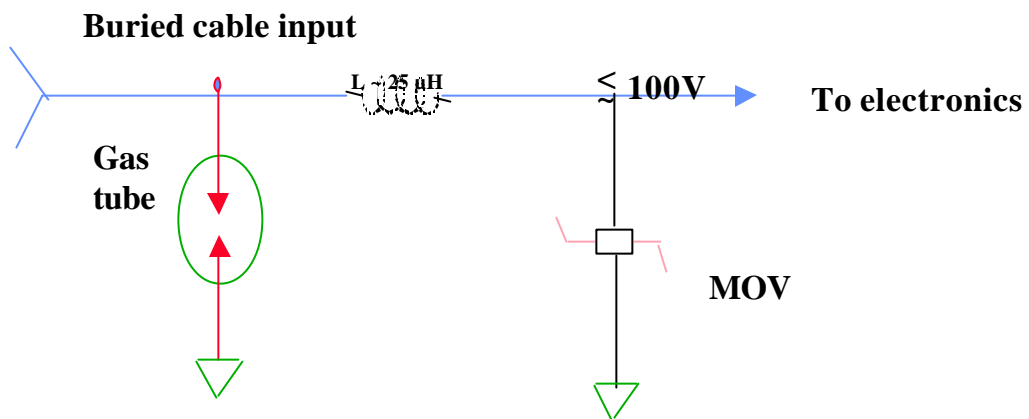 Buried cable input
L ~ 25 µH
≲ 100V
To electronics
Gas
tube
MOV